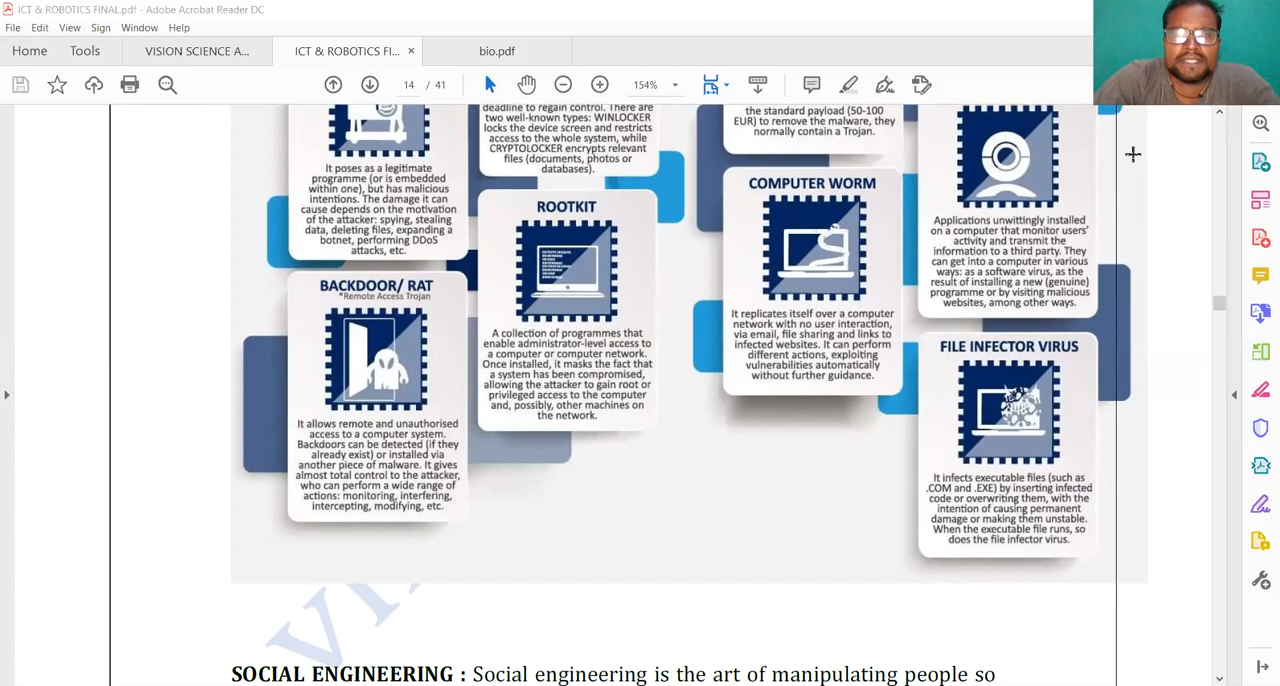 ICT & ROBOTICS FINAL.pdf - Adobe Acrobat Reader DC
File Edit View Sign Window Help
Home Tools VISION SCIENCE A... ICT & ROBOTICS FI... × bio.pdf
14 / 41 154%
It poses as a legitimate
programme (or is embedded
within one), but has malicious
intentions. The damage it can
cause depends on the motivation
of the attacker: spying, stealing
data, deleting files, expanding a
botnet, performing DDoS
attacks, etc.
BACKDOOR/ RAT
*Remote Access Trojan
It allows remote and unauthorised
access to a computer system.
Backdoors can be detected (if they
already exist) or installed via
another piece of malware. It gives
almost total control to the attacker,
who can perform a wide range of
actions: monitoring, interfering,
intercepting, modifying, etc.
deadline to regain control. There are
two well-known types: WINLOCKER
locks the device screen and restricts
access to the whole system, while
CRYPTOLOCKER encrypts relevant
files (documents, photos or
databases).
ROOTKIT
A collection of programmes that
enable administrator-level access to
a computer or computer network.
Once installed, it masks the fact that
a system has been compromised,
allowing the attacker to gain root or
privileged access to the computer
and, possibly, other machines on
the network.
the standard payload (50-100
EUR) to remove the malware, they
normally contain a Trojan.
COMPUTER WORM
It replicates itself over a computer
network with no user interaction,
via email, file sharing and links to
infected websites. It can perform
different actions, exploiting
vulnerabilities automatically
without further guidance.
Applications unwittingly installed
on a computer that monitor users'
activity and transmit the
information to a third party. They
can get into a computer in various
ways: as a software virus, as the
result of installing a new (genuine)
programme or by visiting malicious
websites, among other ways.
FILE INFECTOR VIRUS
It infects executable files (such as
.COM and .EXE) by inserting infected
code or overwriting them, with the
intention of causing permanent
damage or making them unstable.
When the executable file runs, so
does the file infector virus.
SOCIAL ENGINEERING : Social engineering is the art of manipulating people so